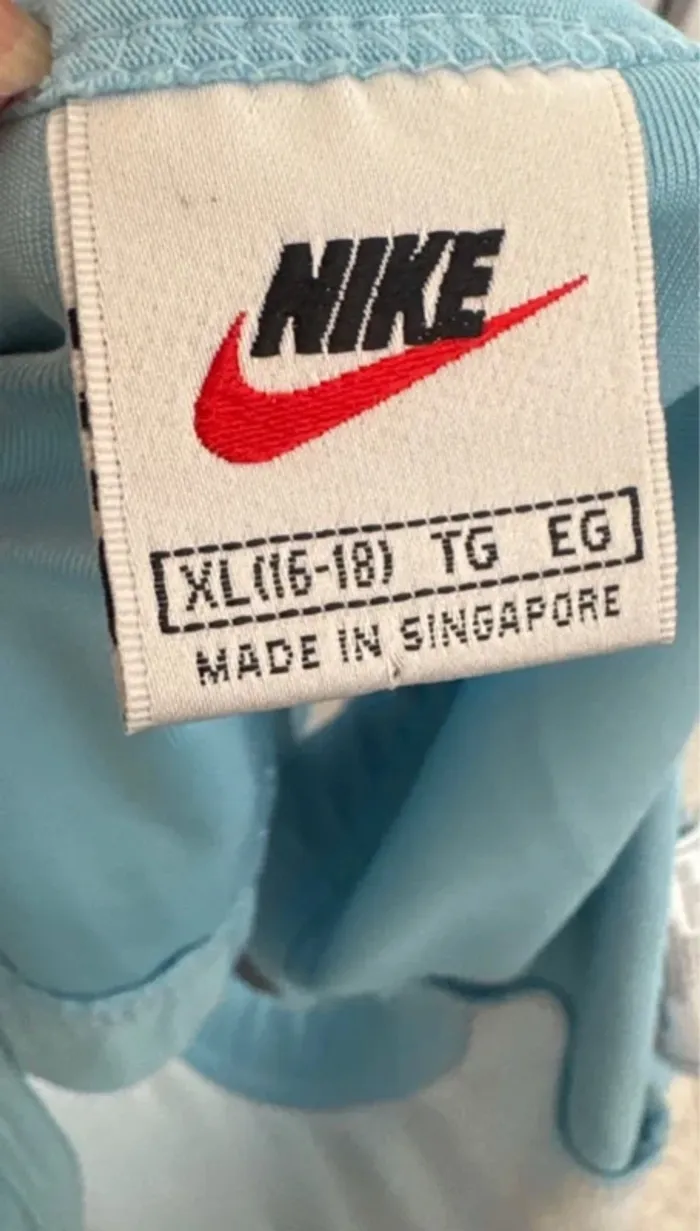 NIKE
XL(16-18) TG EG
MADE IN SINGAPORE